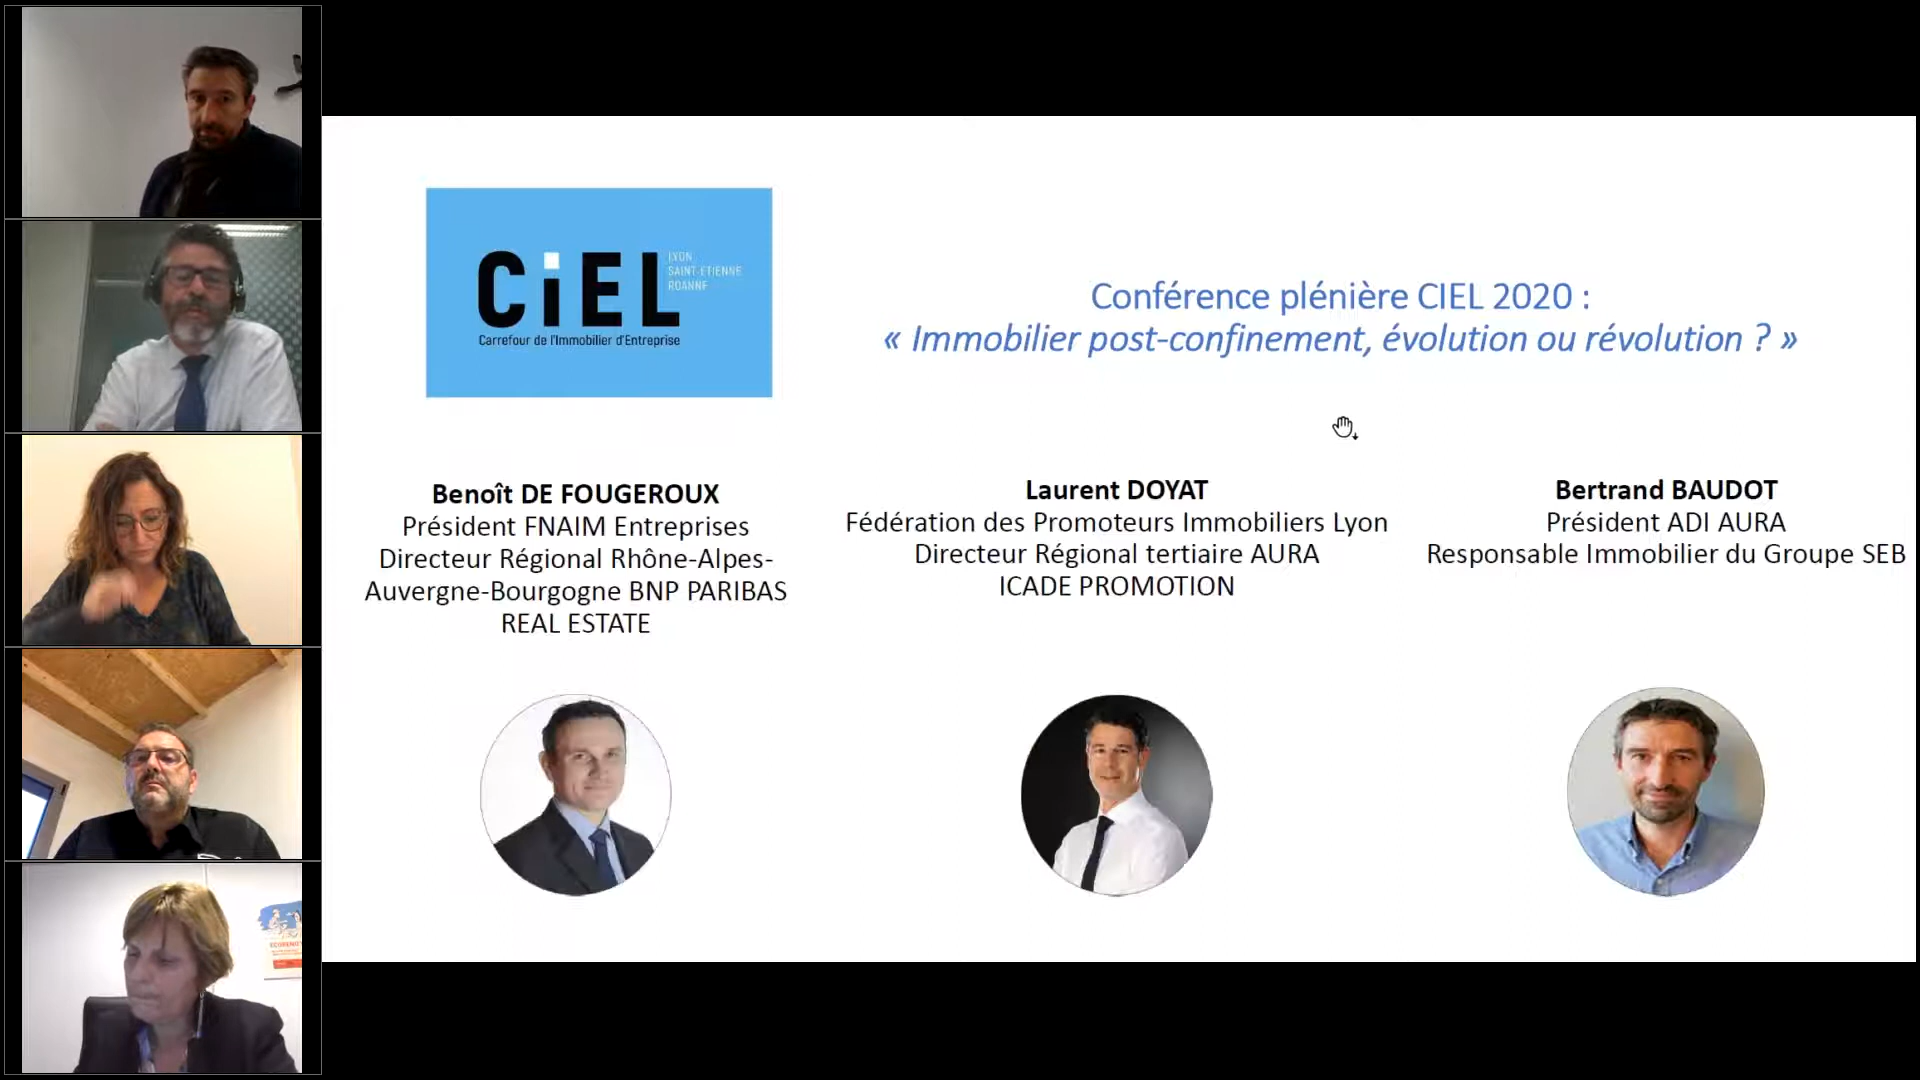 CiEL
LYON
SAINT-ETIENNE
ROANNE
Carrefour de l'Immobilier d'Entreprise
Conférence plénière CIEL 2020 :
« Immobilier post-confinement, évolution ou révolution ? »
Benoît DE FOUGEROUX
Président FNAIM Entreprises
Directeur Régional Rhône-Alpes-
Auvergne-Bourgogne BNP PARIBAS
REAL ESTATE
Laurent DOYAT
Fédération des Promoteurs Immobiliers Lyon
Directeur Régional tertiaire AURA
ICADE PROMOTION
Bertrand BAUDOT
Président ADI AURA
Responsable Immobilier du Groupe SEB